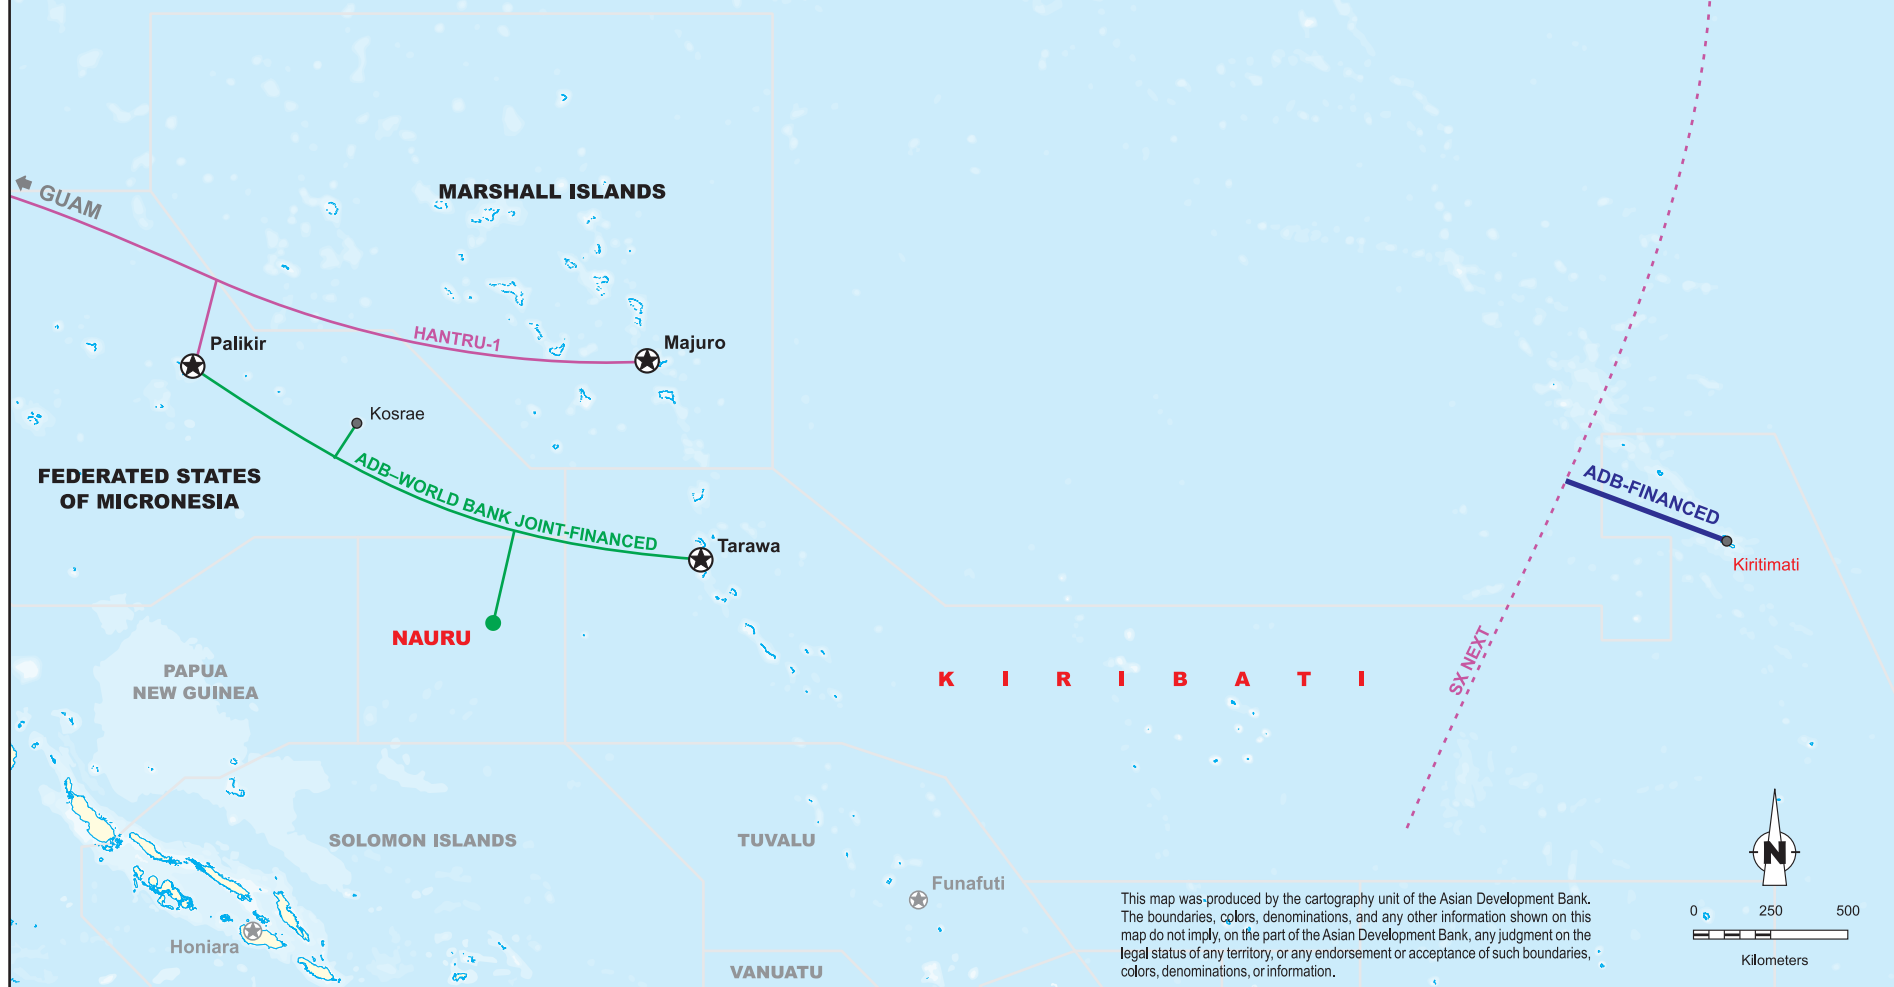 GUAM
MARSHALL ISLANDS
HANTRU-1
Majuro
Palikir
Kosrae
FEDERATED STATES
OF MICRONESIA
ADB–WORLD BANK JOINT-FINANCED
Tarawa
ADB-FINANCED
Kiritimati
NAURU
SX NEXT
PAPUA
NEW GUINEA
K I R I B A T I
SOLOMON ISLANDS
TUVALU
N
Funafuti
Honiara
VANUATU
This map was produced by the cartography unit of the Asian Development Bank.
The boundaries, colors, denominations, and any other information shown on this
map do not imply, on the part of the Asian Development Bank, any judgment on the
legal status of any territory, or any endorsement or acceptance of such boundaries,
colors, denominations, or information.
0 250 500
Kilometers